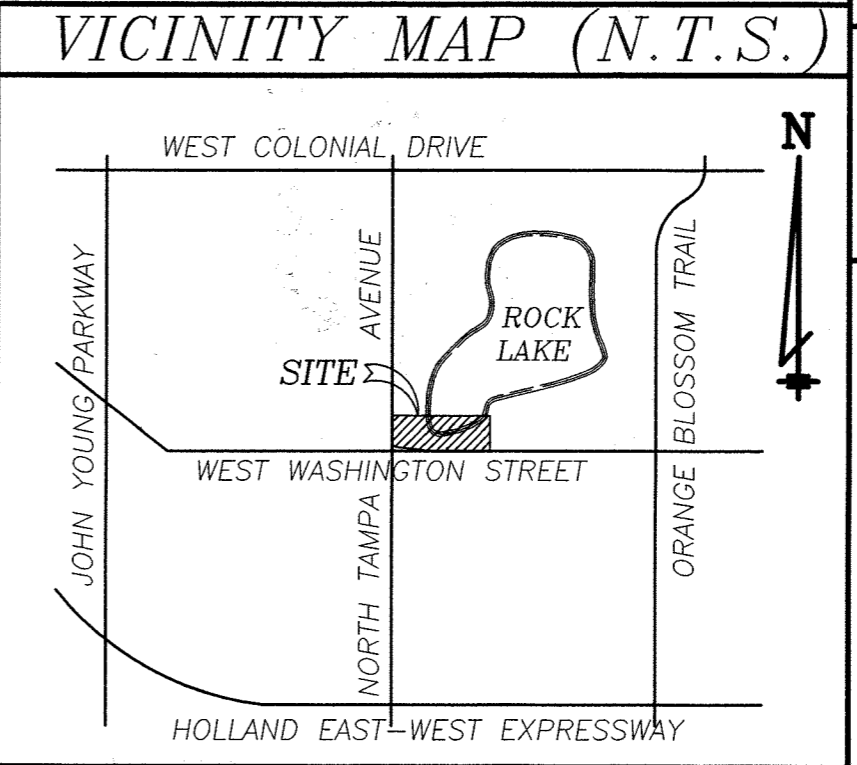 VICINITY MAP (N.T.S.)
WEST COLONIAL DRIVE
N
JOHN YOUNG PARKWAY
NORTH TAMPA AVENUE
ORANGE BLOSSOM TRAIL
ROCK
LAKE
SITE
WEST WASHINGTON STREET
HOLLAND EAST-WEST EXPRESSWAY